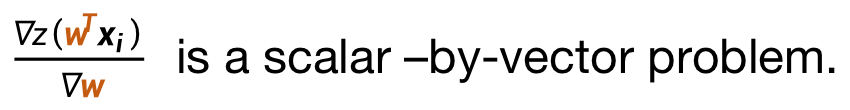 ∇z(wᵀxᵢ)/∇w is a scalar –by-vector problem.